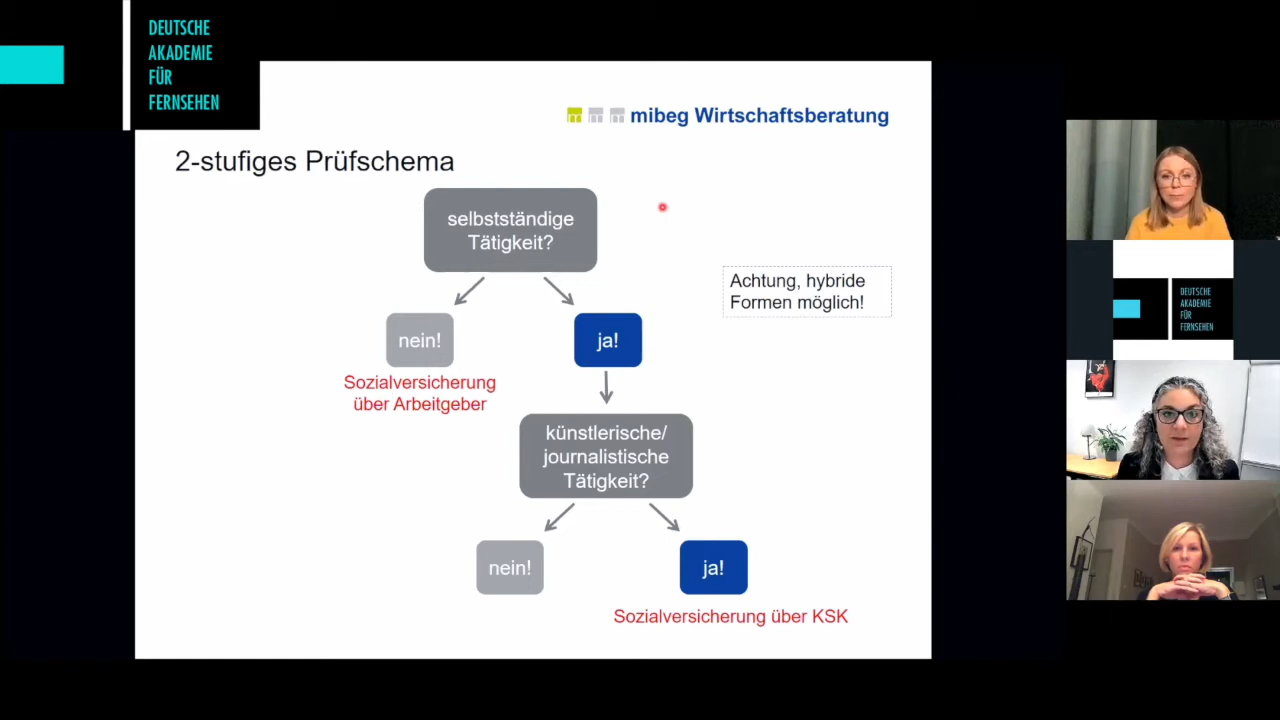 DEUTSCHE
AKADEMIE
FÜR
FERNSEHEN
mibeg Wirtschaftsberatung
2-stufiges Prüfschema
selbstständige
Tätigkeit?
Achtung, hybride
Formen möglich!
nein!
ja!
Sozialversicherung
über Arbeitgeber
künstlerische/
journalistische
Tätigkeit?
nein!
ja!
Sozialversicherung über KSK
DEUTSCHE
AKADEMIE
FÜR
FERNSEHEN